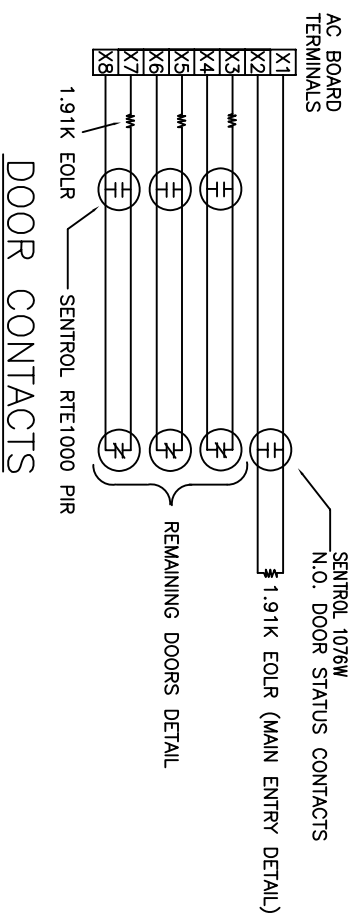 AC BOARD
TERMINALS
X1
X2
X3
X4
X5
X6
X7
X8
SENTROL 1076W
N.O. DOOR STATUS CONTACTS
1.91K EOLR (MAIN ENTRY DETAIL)
REMAINING DOORS DETAIL
1.91K EOLR
SENTROL RTE1000 PIR
DOOR CONTACTS